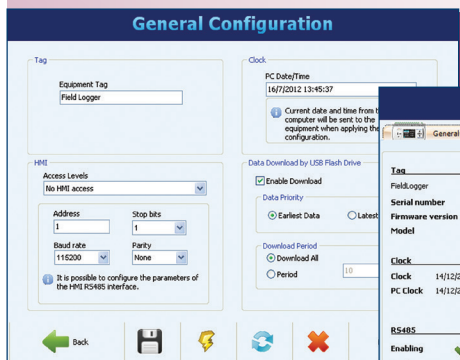 General Configuration
Tag
Equipment Tag
Field Logger
Clock
PC Date/Time
16/7/2012 13:45:37
Current date and time from
computer will be sent to the
equipment when applying the
configuration.
HMI
Access Levels
No HMI access
Address
1
Stop bits
1
Baud rate
115200
Parity
None
It is possible to configure the parameters of
the HMI RS485 interface.
Data Download by USB Flash Drive
Enable Download
Data Priority
Earliest Data
Latest
Download Period
Download All
Period
10
Back
General
Tag
FieldLogger
Serial number
Firmware version
Model
Clock
Clock 14/12/
PC Clock 14/12/
RS485
Enabling